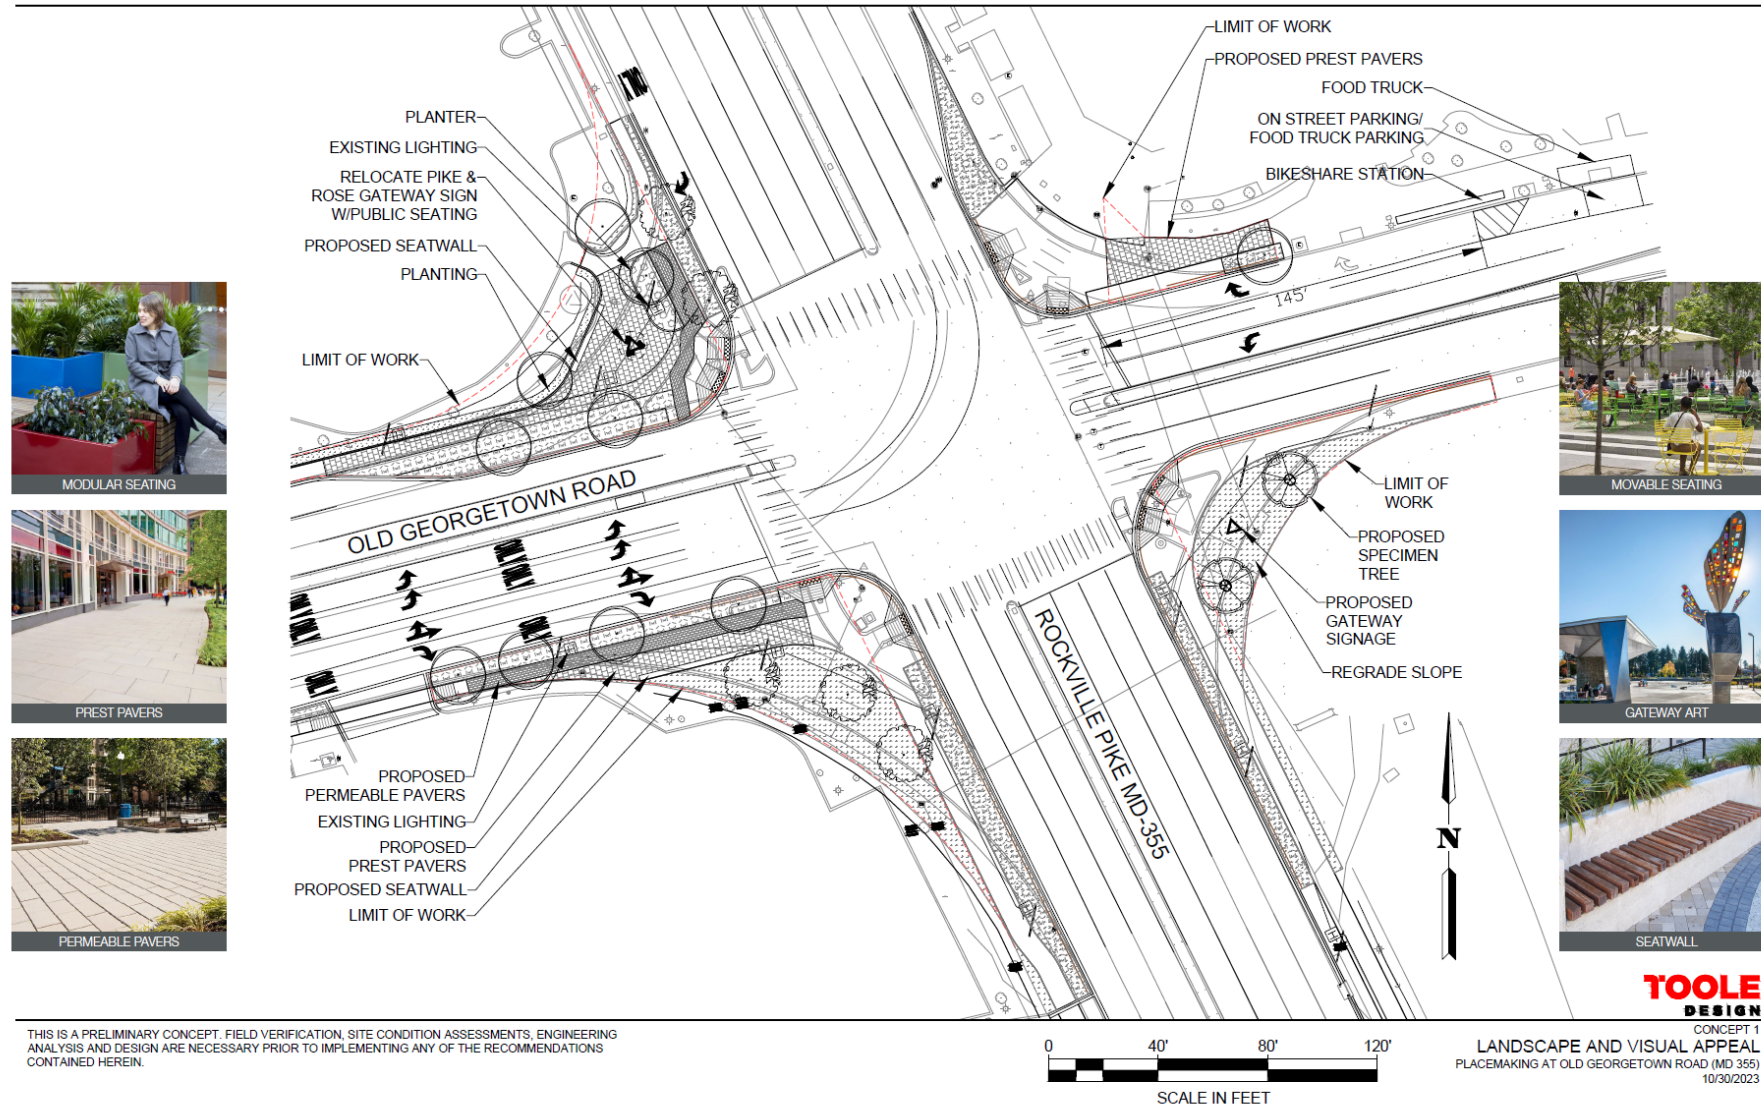 LIMIT OF WORK
PROPOSED PREST PAVERS
FOOD TRUCK
ON STREET PARKING/
FOOD TRUCK PARKING
BIKESHARE STATION
PLANTER
EXISTING LIGHTING
RELOCATE PIKE &
ROSE GATEWAY SIGN
W/PUBLIC SEATING
PROPOSED SEATWALL
PLANTING
LIMIT OF WORK
145'
MODULAR SEATING
PREST PAVERS
PERMEABLE PAVERS
OLD GEORGETOWN ROAD
ONLY
ONLY
ONLY
ONLY
ROCKVILLE PIKE MD-355
LIMIT OF
WORK
PROPOSED
SPECIMEN
TREE
PROPOSED
GATEWAY
SIGNAGE
REGRADE SLOPE
MOVABLE SEATING
GATEWAY ART
SEATWALL
PROPOSED
PERMEABLE PAVERS
EXISTING LIGHTING
PROPOSED
PREST PAVERS
PROPOSED SEATWALL
LIMIT OF WORK
N
TOOLE
DESIGN
THIS IS A PRELIMINARY CONCEPT. FIELD VERIFICATION, SITE CONDITION ASSESSMENTS, ENGINEERING
ANALYSIS AND DESIGN ARE NECESSARY PRIOR TO IMPLEMENTING ANY OF THE RECOMMENDATIONS
CONTAINED HEREIN.
0 40' 80' 120'
SCALE IN FEET
CONCEPT 1
LANDSCAPE AND VISUAL APPEAL
PLACEMAKING AT OLD GEORGETOWN ROAD (MD 355)
10/30/2023